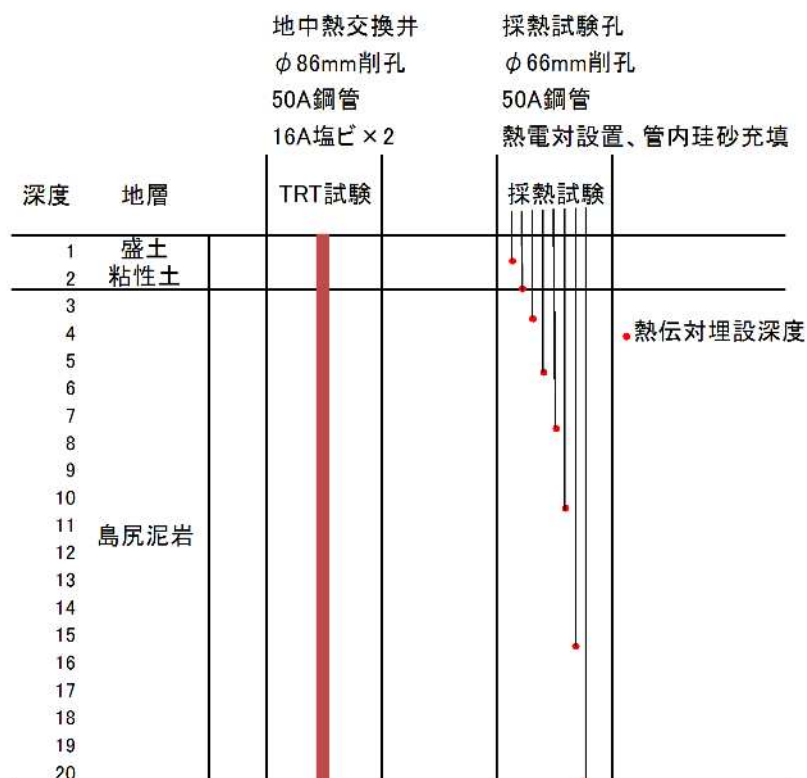 地中熱交換井
φ86mm削孔
50A鋼管
16A塩ビ×2
採熱試験孔
φ66mm削孔
50A鋼管
熱電対設置、管内珪砂充填
深度 地層 TRT試験 採熱試験
1 盛土
2 粘性土
3
4 熱伝対埋設深度
5
6
7
8
9
10
11 島尻泥岩
12
13
14
15
16
17
18
19
20